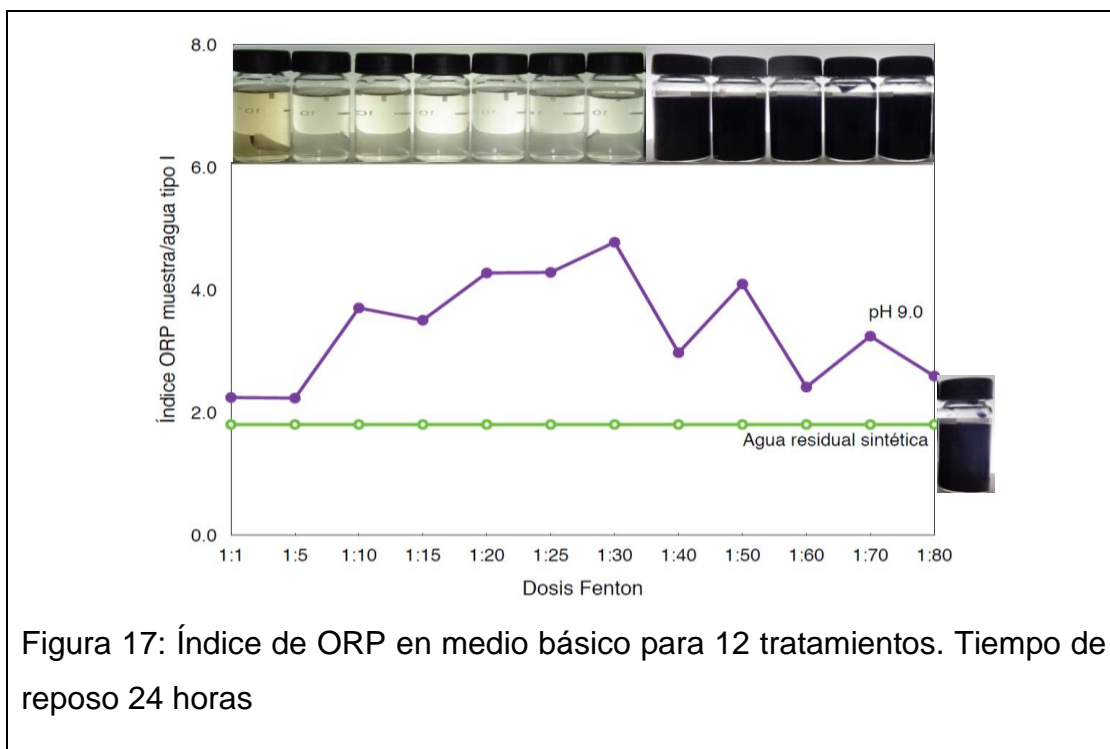 8.0
6.0
4.0
2.0
0.0
Índice ORP muestra/agua tipo I
pH 9.0
Agua residual sintética
1:1 1:5 1:10 1:15 1:20 1:25 1:30 1:40 1:50 1:60 1:70 1:80
Dosis Fenton
Figura 17: Índice de ORP en medio básico para 12 tratamientos. Tiempo de
reposo 24 horas